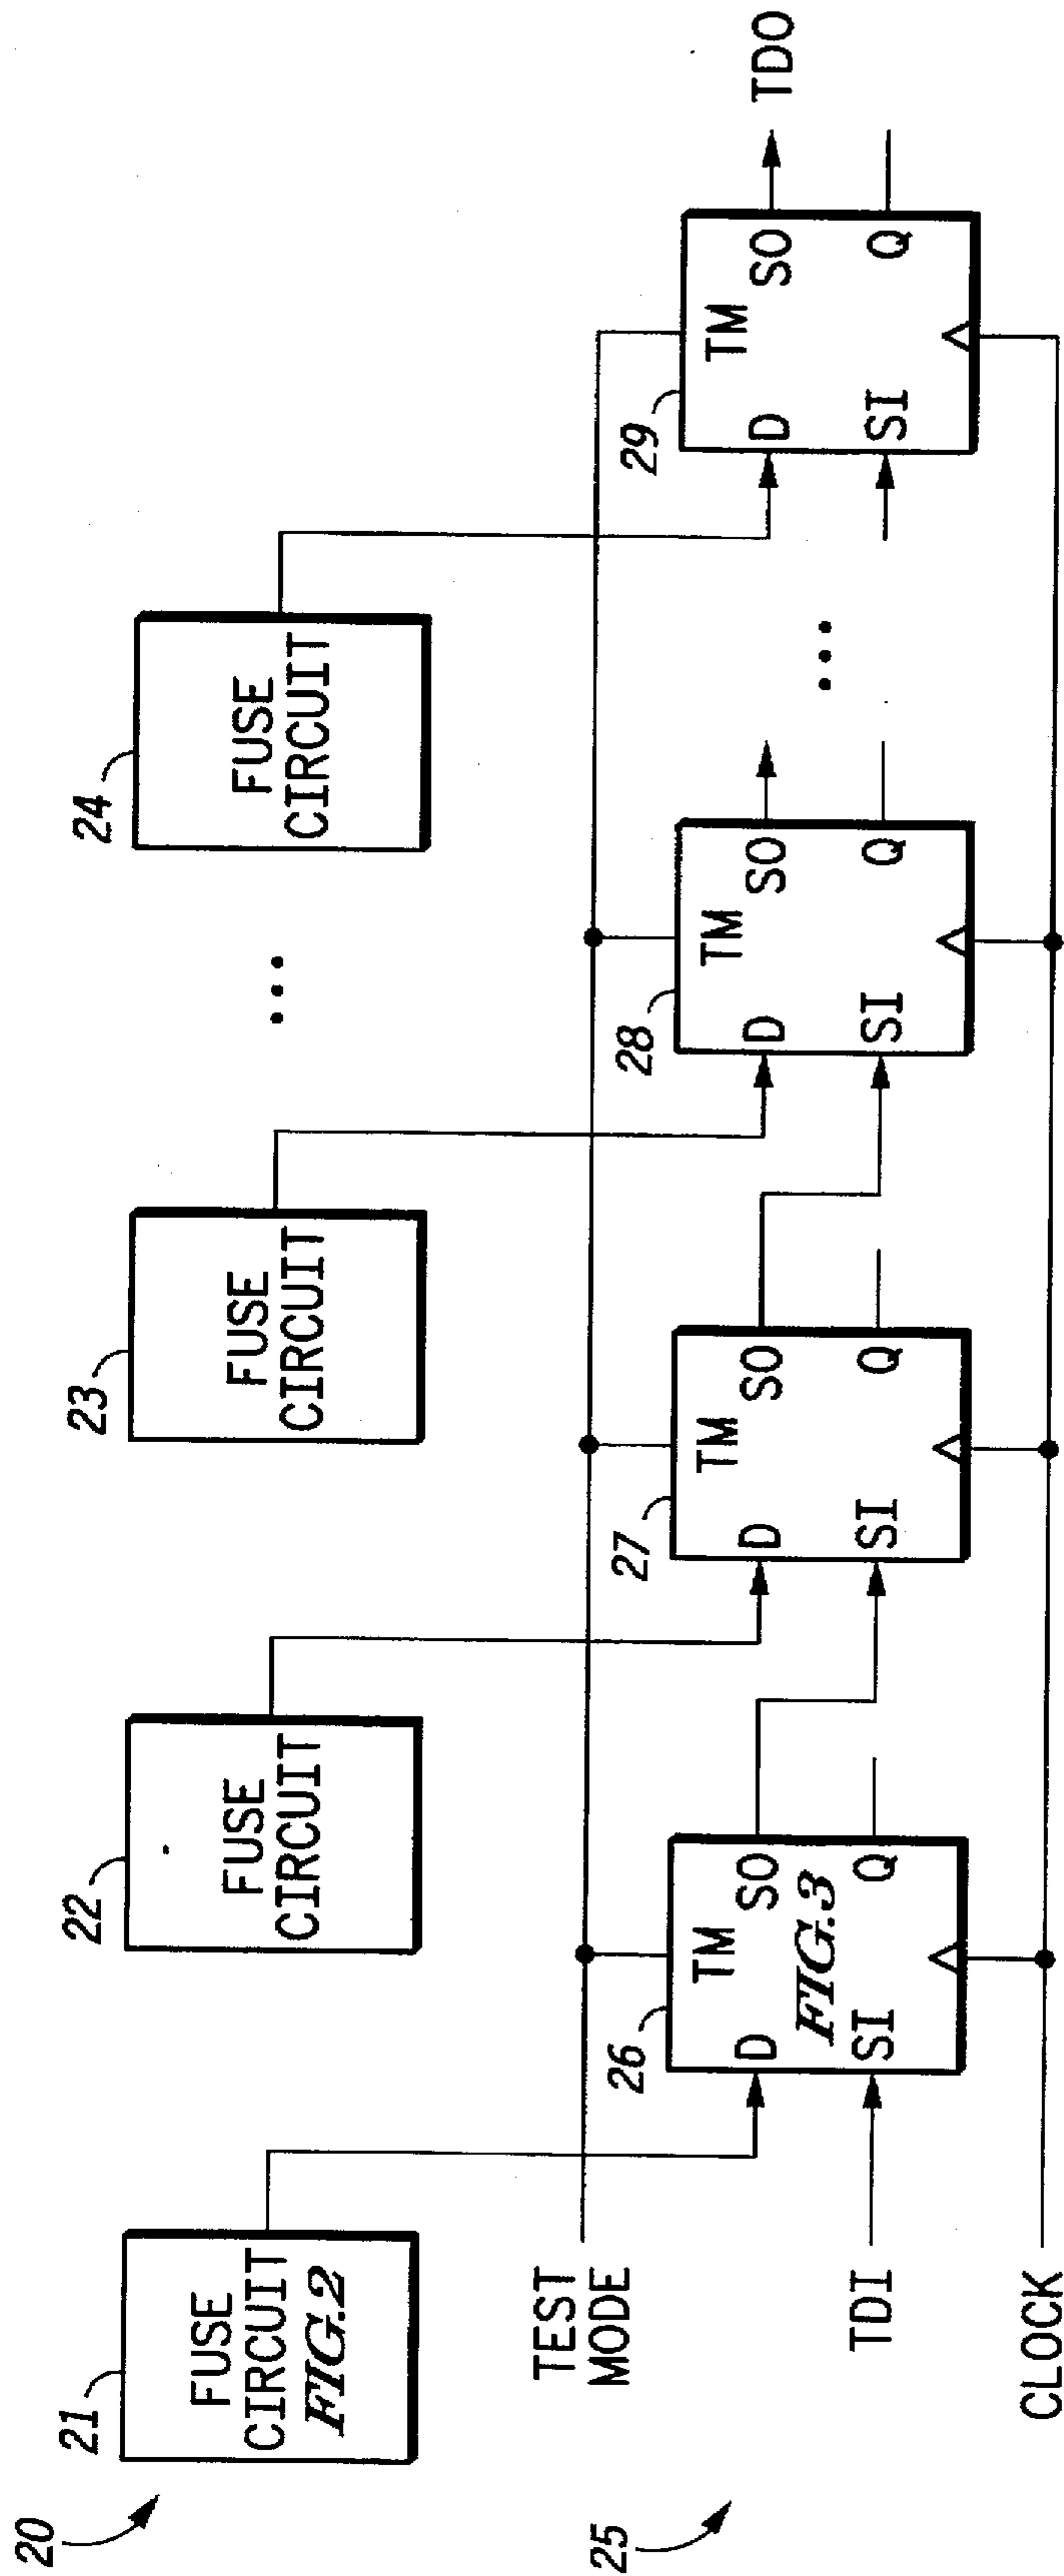 20
21
FUSE
CIRCUIT
FIG.2
22
FUSE
CIRCUIT
23
FUSE
CIRCUIT
• • •
24
FUSE
CIRCUIT
25
TEST
MODE
TDI
CLOCK
26
TM
D
SO
FIG.3
SI
Q
27
TM
D
SO
SI
Q
28
TM
D
SO
SI
Q
• • •
29
TM
D
SO
SI
Q
TDO